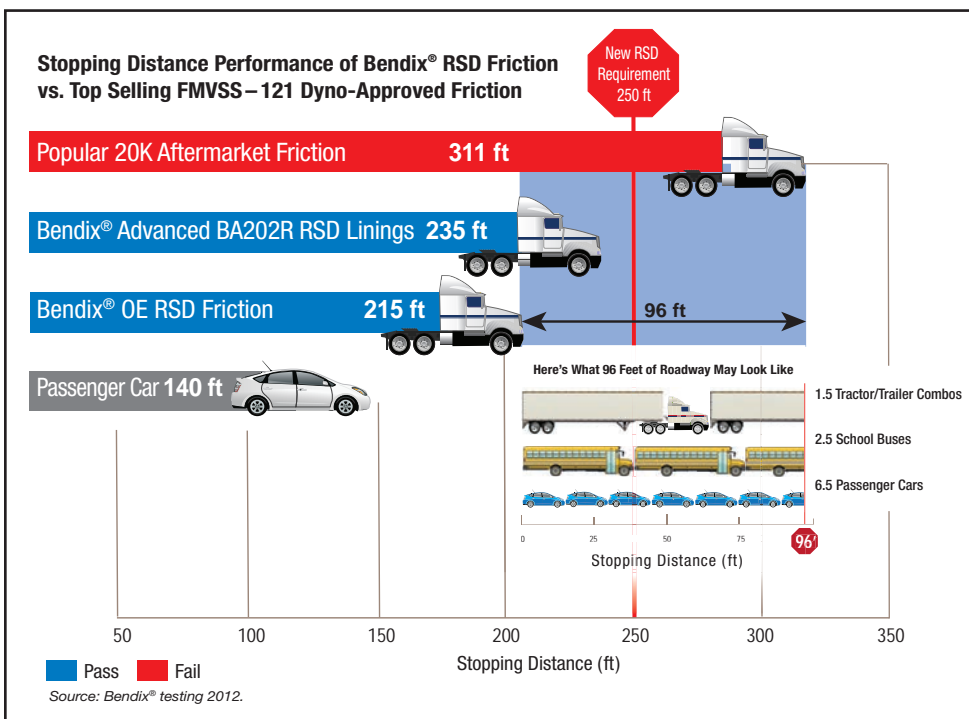 Stopping Distance Performance of Bendix® RSD Friction
vs. Top Selling FMVSS–121 Dyno-Approved Friction
New RSD
Requirement
250 ft
Popular 20K Aftermarket Friction 311 ft
Bendix® Advanced BA202R RSD Linings 235 ft
Bendix® OE RSD Friction 215 ft
96 ft
Passenger Car 140 ft
Here's What 96 Feet of Roadway May Look Like
1.5 Tractor/Trailer Combos
2.5 School Buses
6.5 Passenger Cars
0 25 50 75 96'
Stopping Distance (ft)
50 100 150 200 250 300 350
Stopping Distance (ft)
Pass Fail
Source: Bendix® testing 2012.